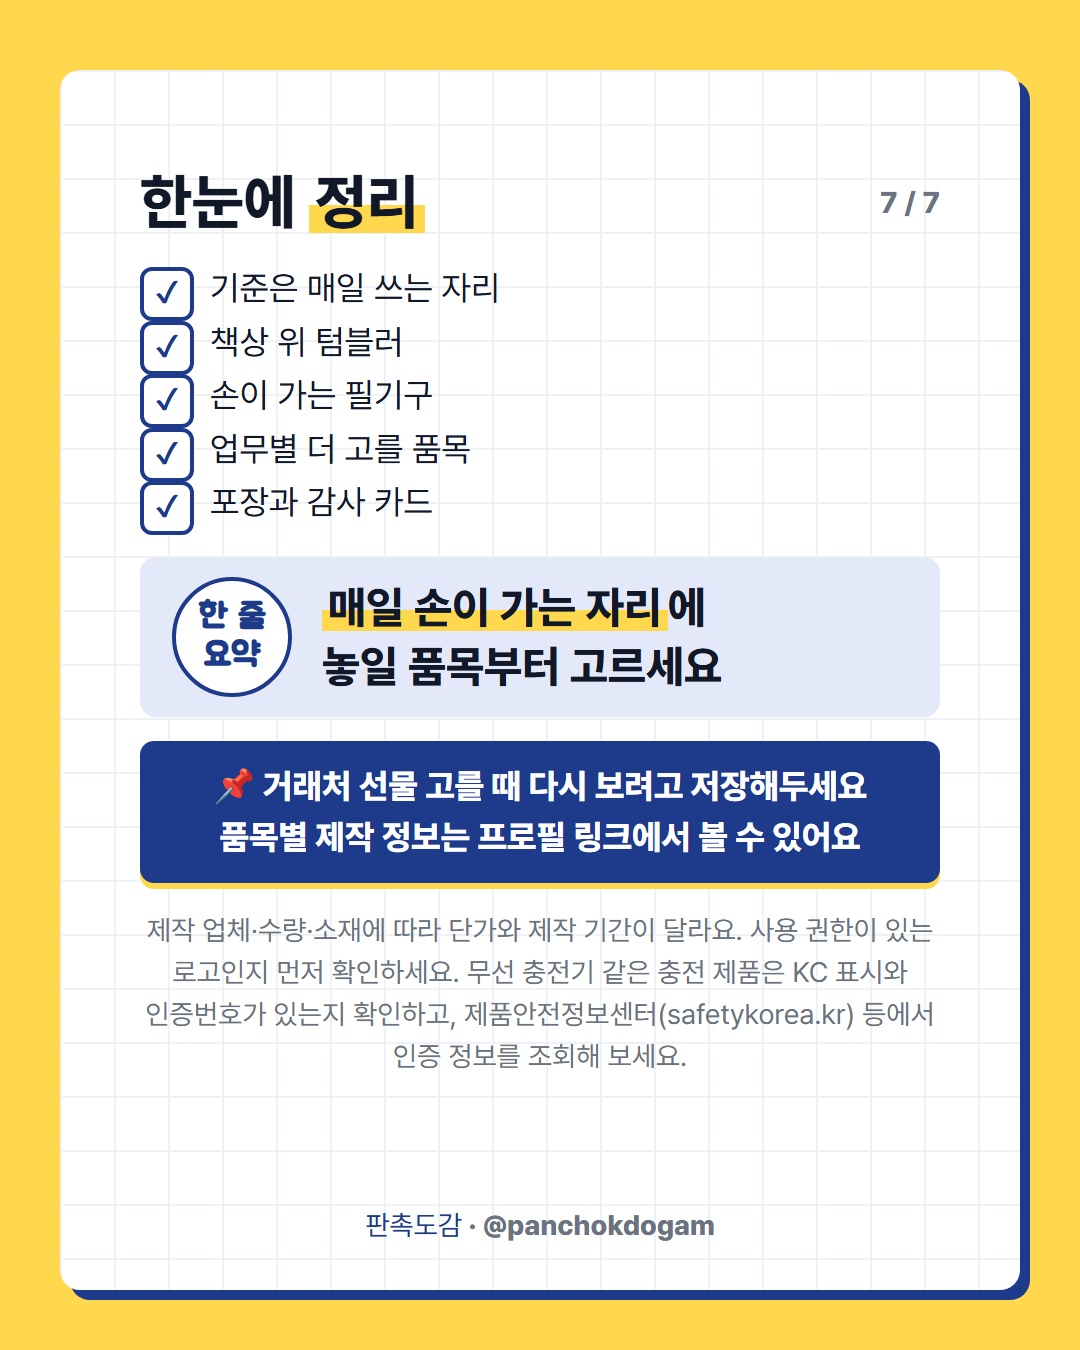 한눈에 정리
7 / 7
✓ 기준은 매일 쓰는 자리
✓ 책상 위 텀블러
✓ 손이 가는 필기구
✓ 업무별 더 고를 품목
✓ 포장과 감사 카드
한 줄
요약
매일 손이 가는 자리에
놓일 품목부터 고르세요
📌 거래처 선물 고를 때 다시 보려고 저장해두세요
품목별 제작 정보는 프로필 링크에서 볼 수 있어요
제작 업체·수량·소재에 따라 단가와 제작 기간이 달라요. 사용 권한이 있는
로고인지 먼저 확인하세요. 무선 충전기 같은 충전 제품은 KC 표시와
인증번호가 있는지 확인하고, 제품안전정보센터(safetykorea.kr) 등에서
인증 정보를 조회해 보세요.
판촉도감 · @panchokdogam